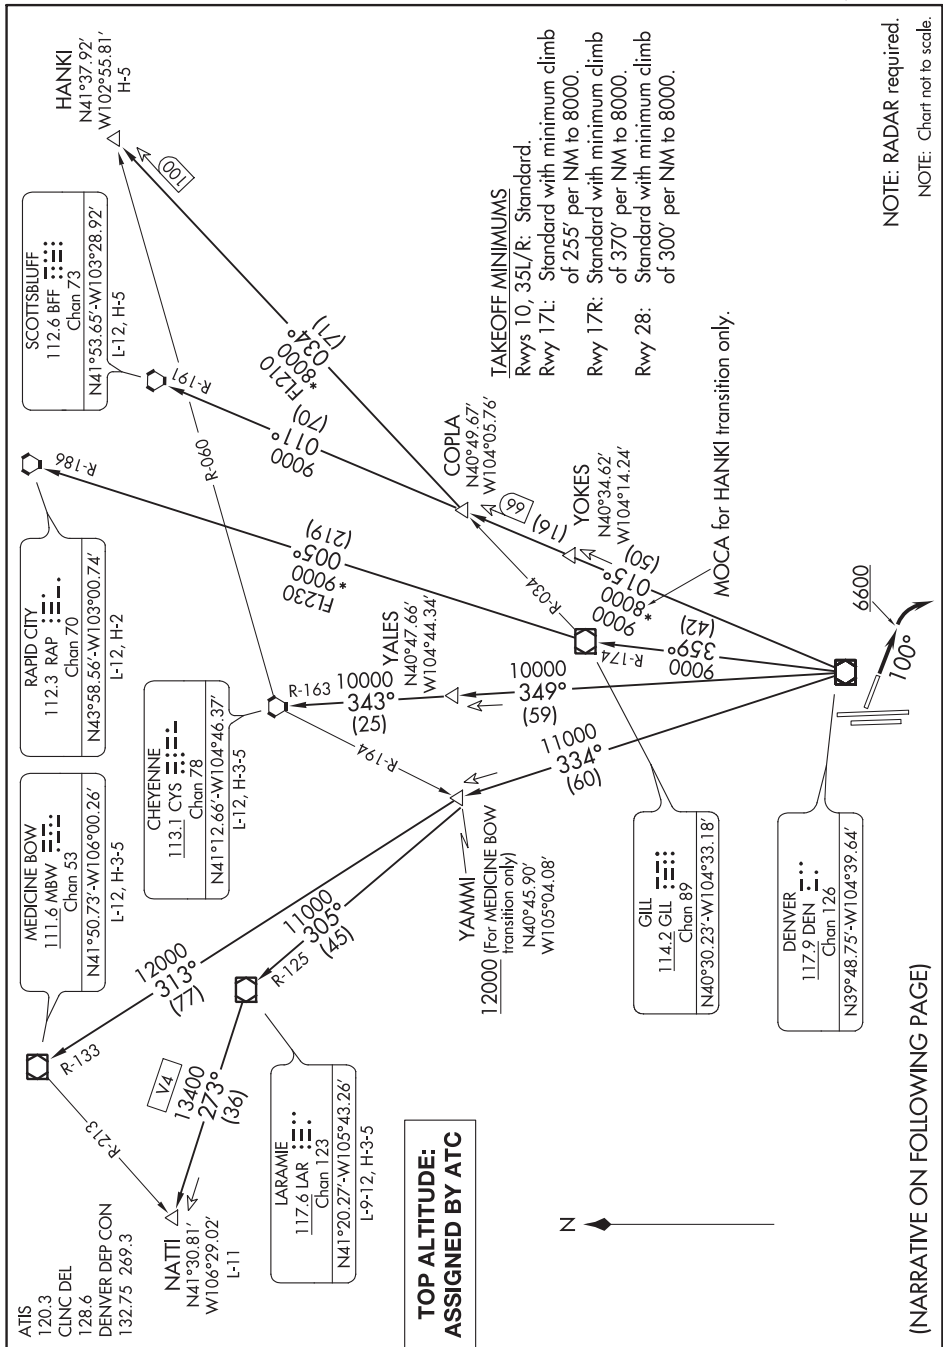 ATIS
120.3
CLNC DEL
128.6
DENVER DEP CON
132.75 269.3
MEDICINE BOW
111.6 MBW
Chan 53
N41°50.73'-W106°00.26'
L-12, H-3-5
RAPID CITY
112.3 RAP
Chan 70
N43°58.56'-W103°00.74'
L-12, H-2
SCOTTSBLUFF
112.6 BFF
Chan 73
N41°53.65'-W103°28.92'
L-12, H-5
HANKI
N41°37.92'
W102°55.81'
H-5
CHEYENNE
113.1 CYS
Chan 78
N41°12.66'-W104°46.37'
L-12, H-3-5
R-133
R-213
R-186
R-191
R-060
R-163
R-194
R-125
R-034
R-174
NATTI
N41°30.81'
W106°29.02'
L-11
V4
13400
273°
(36)
12000
313°
(77)
11000
305°
(45)
LARAMIE
117.6 LAR
Chan 123
N41°20.27'-W105°43.26'
L-9-12, H-3-5
10000
343°
(25)
YALES
N40°47.66'
W104°44.34'
FL230
*9000
005°
(219)
9000
011°
(70)
FL210
*8000
034°
(71)
100
COPLA
N40°49.67'
W104°05.76'
66
(16)
YOKES
N40°34.62'
W104°14.24'
YAMMI
12000 (For MEDICINE BOW
transition only)
N40°45.90'
W105°04.08'
11000
334°
(60)
10000
349°
(59)
9000
359°
(42)
9000
*8000
015°
(50)
MOCA for HANKI transition only.
GILL
114.2 GLL
Chan 89
N40°30.23'-W104°33.18'
DENVER
117.9 DEN
Chan 126
N39°48.75'-W104°39.64'
6600
100°
TAKEOFF MINIMUMS
Rwys 10, 35L/R: Standard.
Rwy 17L: Standard with minimum climb
of 255' per NM to 8000.
Rwy 17R: Standard with minimum climb
of 370' per NM to 8000.
Rwy 28: Standard with minimum climb
of 300' per NM to 8000.
TOP ALTITUDE:
ASSIGNED BY ATC
N
NOTE: RADAR required.
NOTE: Chart not to scale.
(NARRATIVE ON FOLLOWING PAGE)